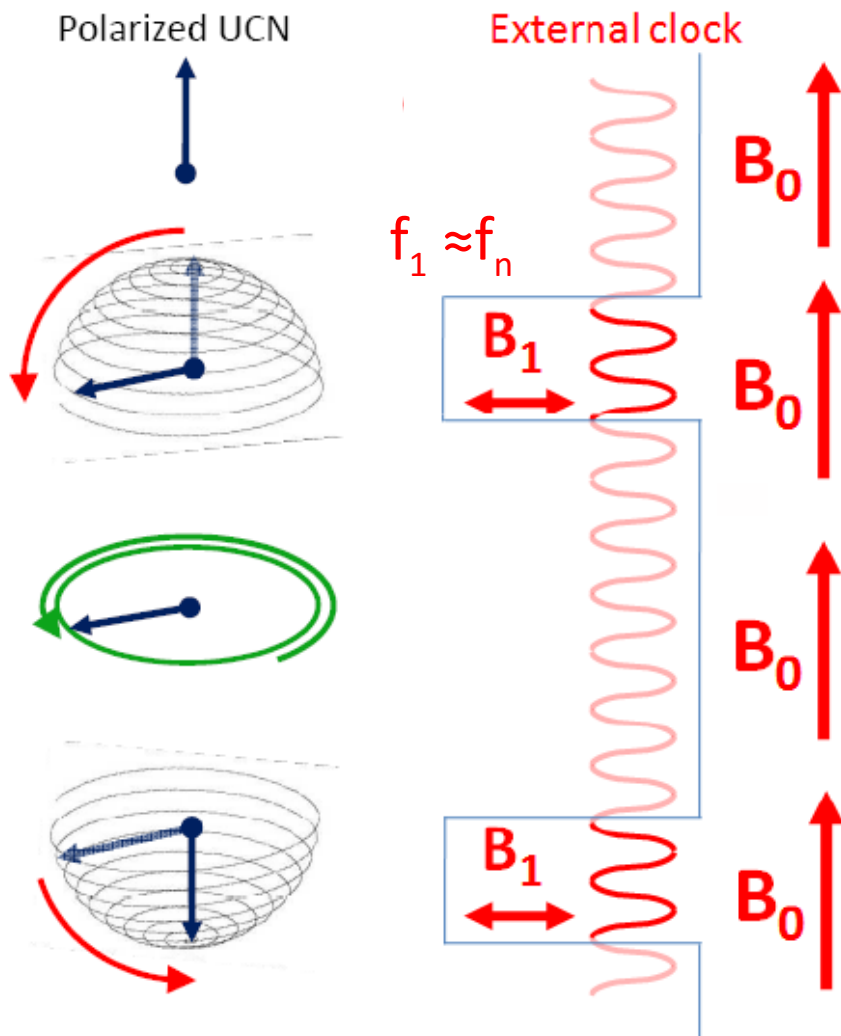 Polarized UCN
External clock
B₀
f₁ ≈fₙ
B₁
B₀
B₀
B₁
B₀